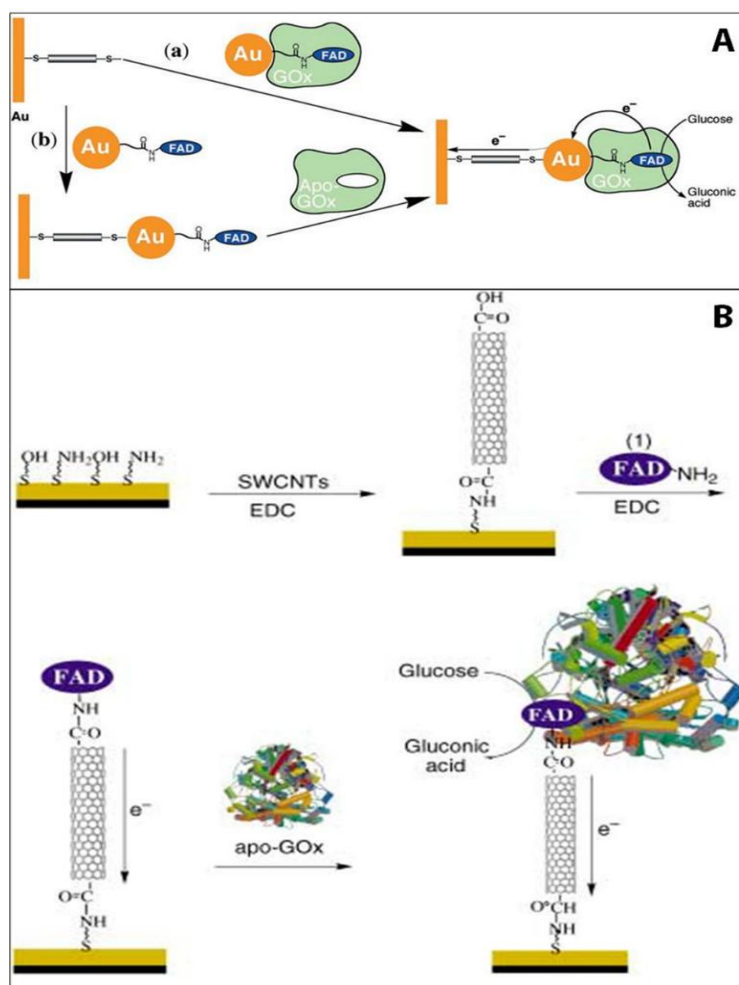 A
(a)
Au
FAD
GOx
O
N
H
S
S
Au
(b)
Au
O
N
H
FAD
Apo-
GOx
e−
e−
Glucose
S
S
Au
O
N
H
FAD
GOx
Gluconic
acid
S
S
Au
O
N
H
FAD
B
OH
C=O
OH NH2 OH NH2
S S S S
SWCNTs
EDC
O=C
NH
S
(1)
FAD-NH2
EDC
FAD
NH
C=O
e−
O=C
NH
S
apo-GOx
Glucose
FAD
Gluconic
acid
NH
C=O
e−
O=CH
NH
S